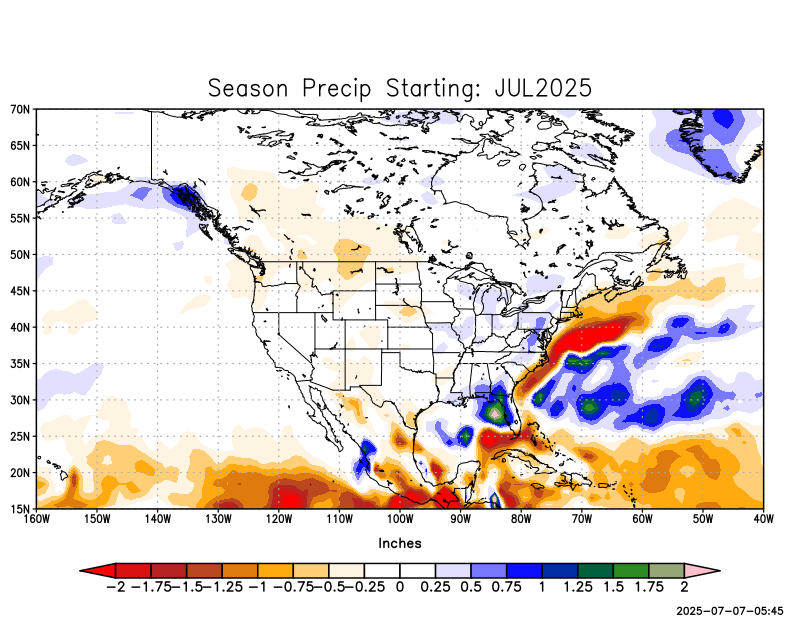 Season Precip Starting: JUL2025
70N
65N
60N
55N
50N
45N
40N
35N
30N
25N
20N
15N
160W 150W 140W 130W 120W 110W 100W 90W 80W 70W 60W 50W 40W
Inches
−2 −1.75 −1.5 −1.25 −1 −0.75 −0.5 −0.25 0 0.25 0.5 0.75 1 1.25 1.5 1.75 2
2025-07-07-05:45